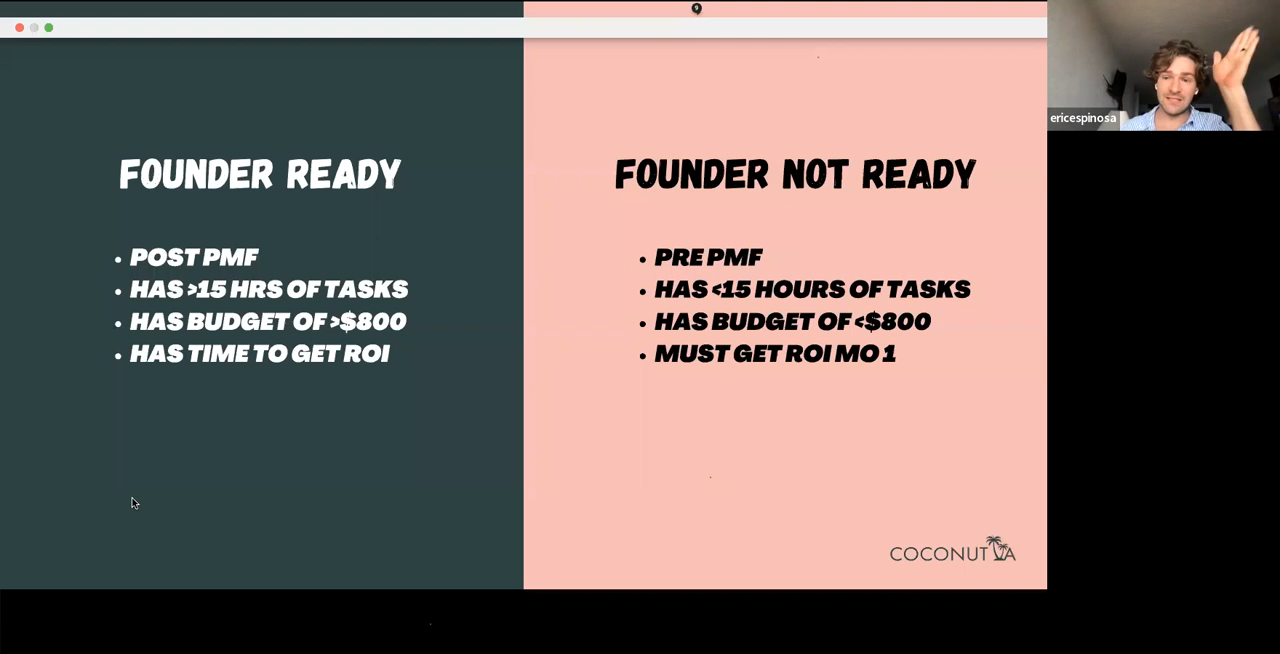 ericespinosa
FOUNDER READY
• POST PMF
• HAS >15 HRS OF TASKS
• HAS BUDGET OF >$800
• HAS TIME TO GET ROI
FOUNDER NOT READY
• PRE PMF
• HAS <15 HOURS OF TASKS
• HAS BUDGET OF <$800
• MUST GET ROI MO 1
COCONUT VA